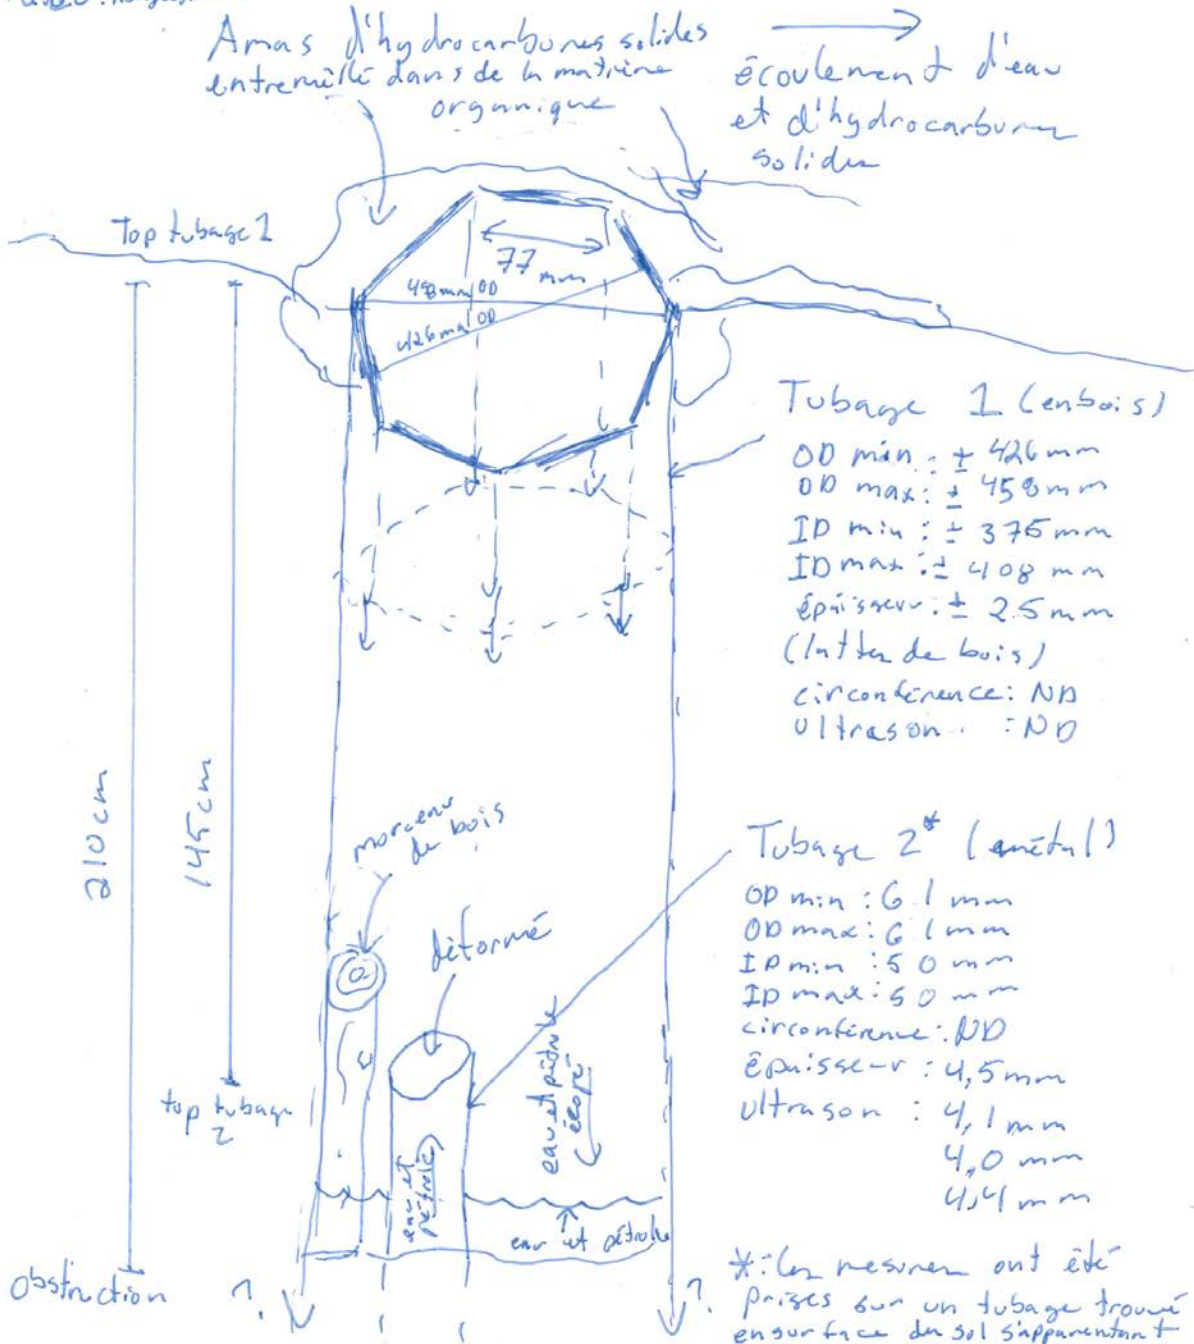 Amas d'hydrocarbures solides
entremêlé dans de la matière
organique
écoulement d'eau
et d'hydrocarbures
solides
Top tubage 1
77 mm
458mm OD
426mm OD
Tubage 1 (en bois)
OD min : ± 426 mm
OD max : ± 458 mm
ID min : ± 375 mm
ID max : ± 408 mm
épaisseur : ± 25 mm
(lattes de bois)
circonférence : ND
Ultrason : ND
210 cm
145 cm
morceau
de bois
déformé
Tubage 2* (métal)
OD min : 61 mm
OD max : 61 mm
ID min : 50 mm
ID max : 50 mm
circonférence : ND
épaisseur : 4,5mm
ultrason : 4,1 mm
4,0 mm
4,4 mm
top tubage
2
eau et
pétrole
eau et pétrole
eau et pétrole
Obstruction
?
?
* : Les mesures ont été
prises sur un tubage trouvé
en surface du sol s'apparentant